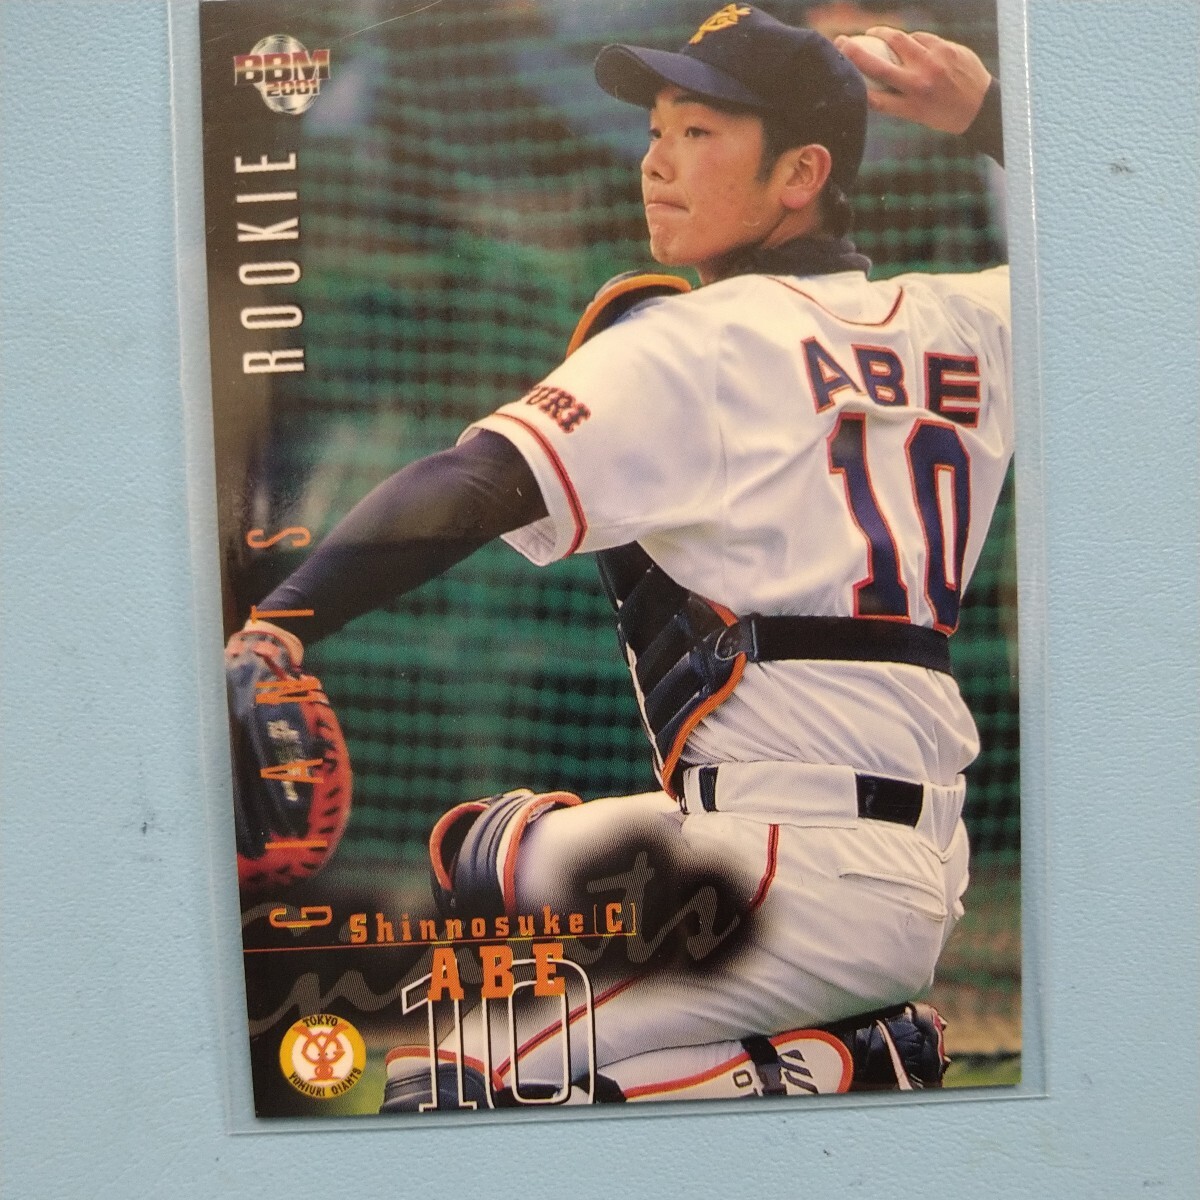 BBM
2001
ROOKIE
GIANTS
ABE
10
Shinnosuke [C]
ABE
10
TOKYO
YOMIURI GIANTS